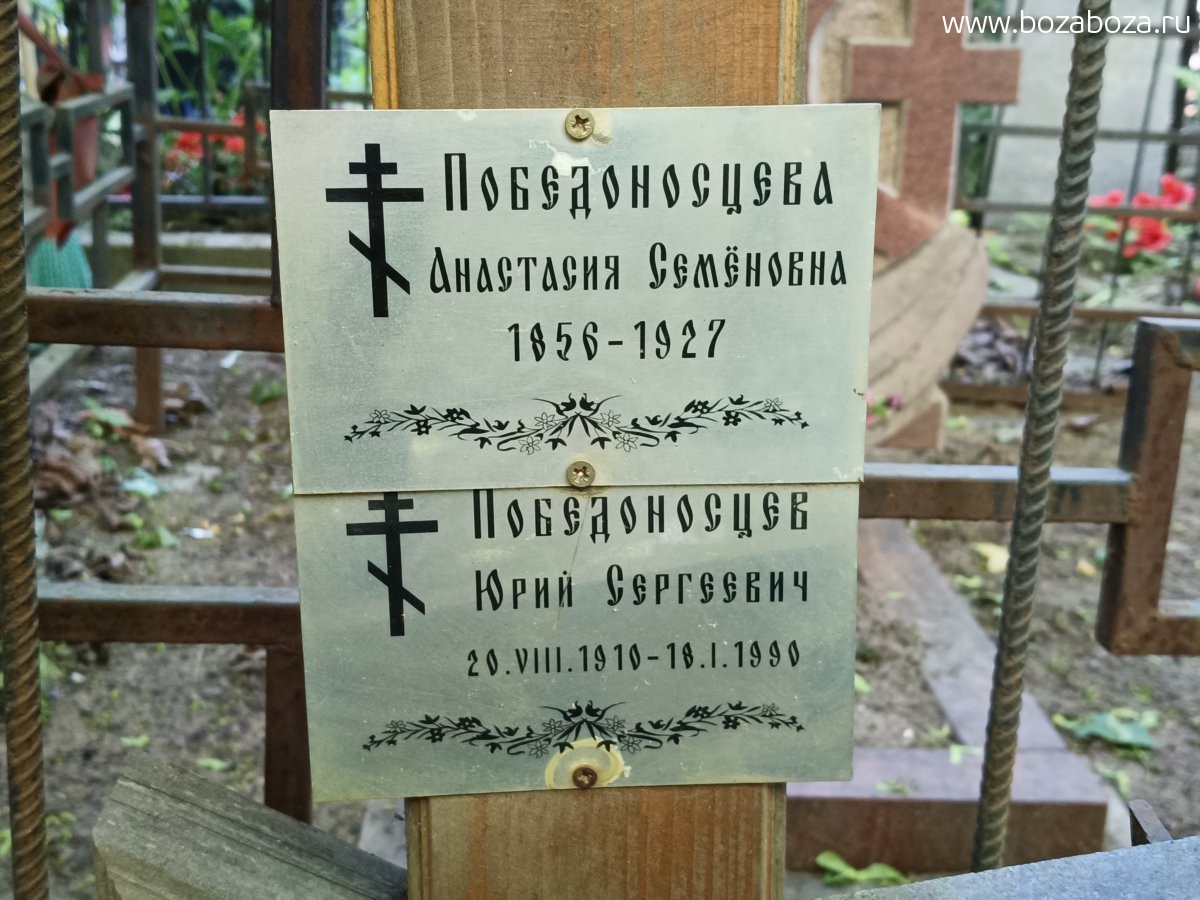 www.bozaboza.ru
Победоносцева
Анастасия Семёновна
1856-1927
Победоносцев
Юрий Сергеевич
20.VIII.1910-18.I.1990